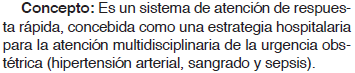 Concepto: Es un sistema de atención de respues-
ta rápida, concebida como una estrategia hospitalaria
para la atención multidisciplinaria de la urgencia obs-
tétrica (hipertensión arterial, sangrado y sepsis).